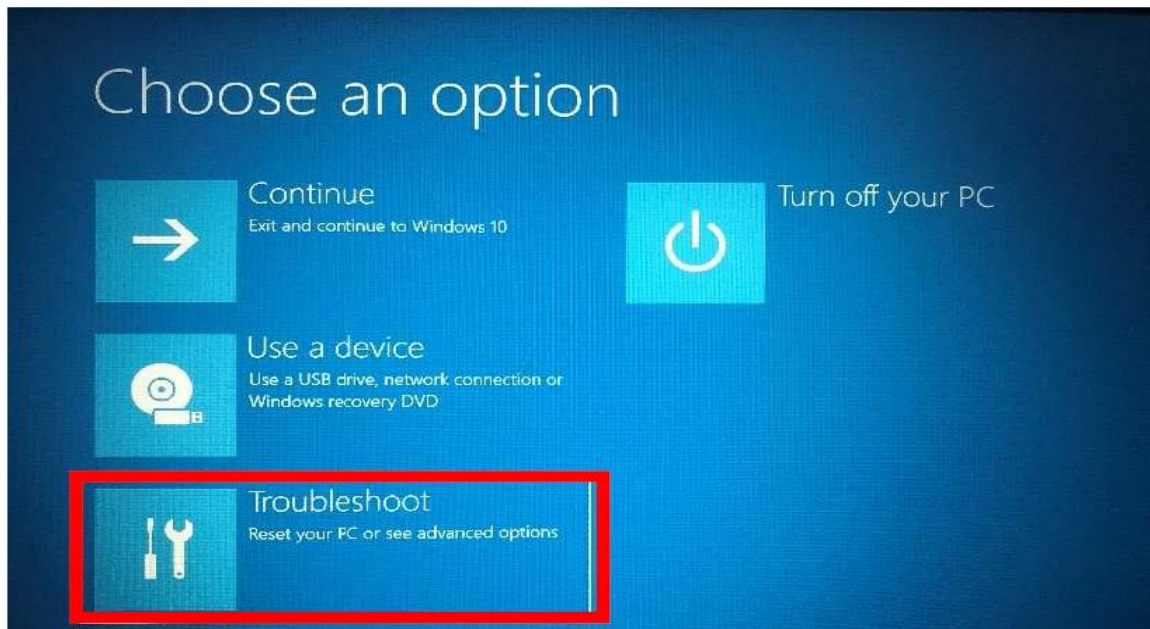 Choose an option
Continue
Exit and continue to Windows 10
Turn off your PC
Use a device
Use a USB drive, network connection or
Windows recovery DVD
Troubleshoot
Reset your PC or see advanced options